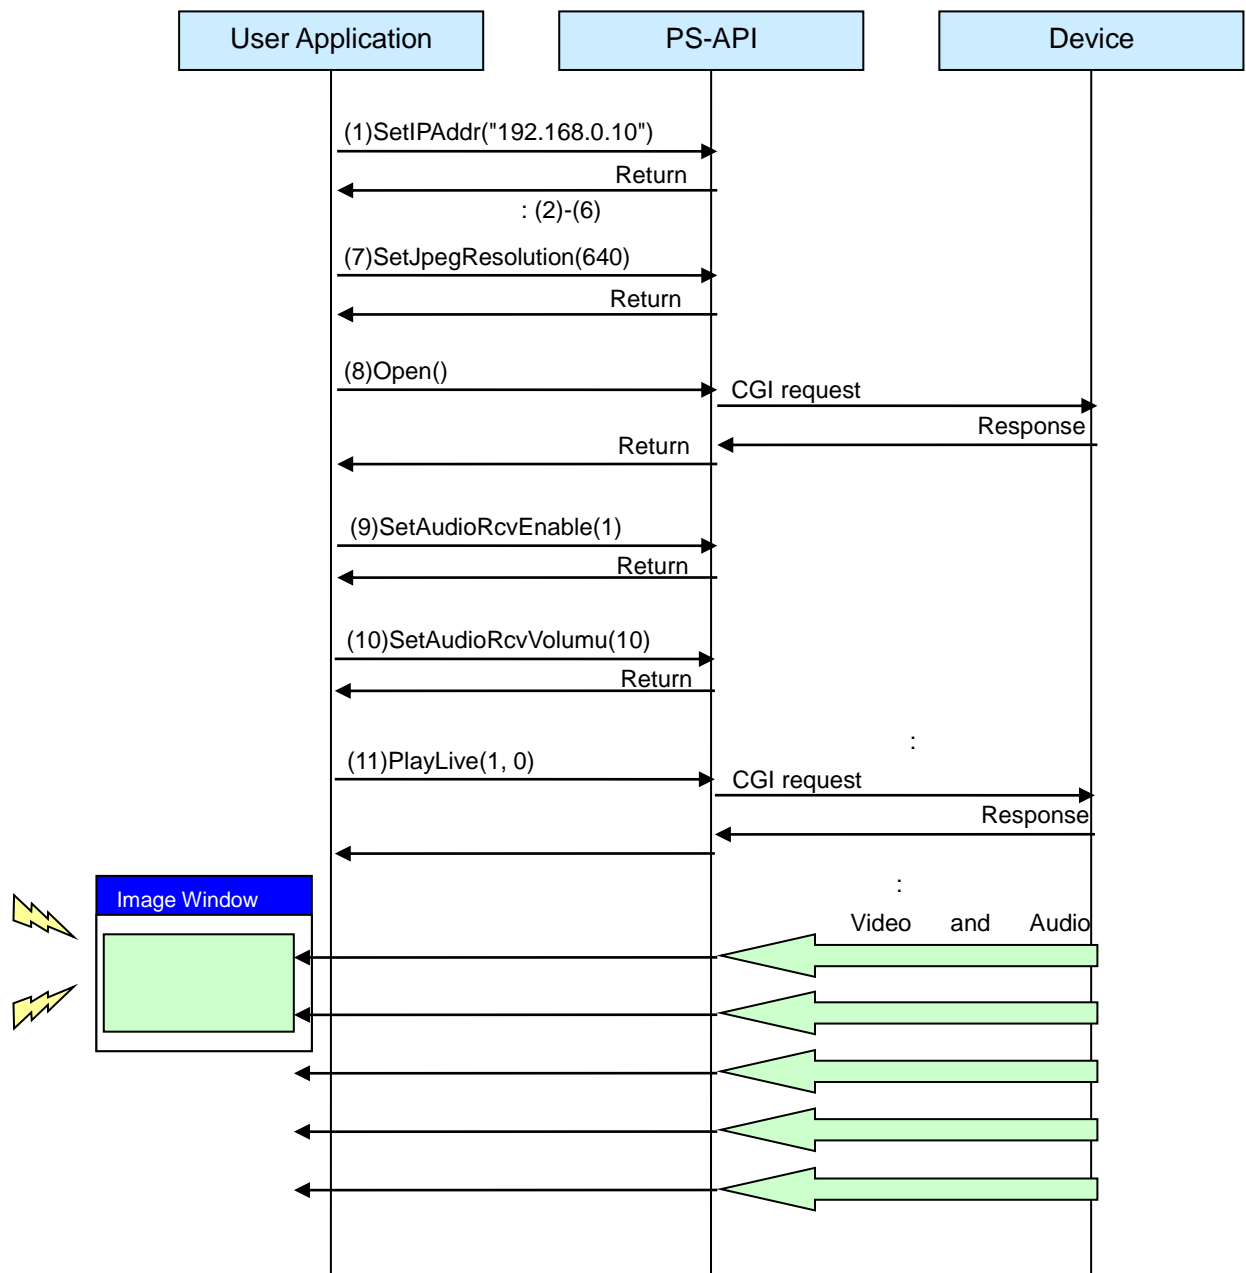 User Application
PS-API
Device
(1)SetIPAddr("192.168.0.10")
Return
: (2)-(6)
(7)SetJpegResolution(640)
Return
(8)Open()
CGI request
Response
Return
(9)SetAudioRcvEnable(1)
Return
(10)SetAudioRcvVolumu(10)
Return
:
(11)PlayLive(1, 0)
CGI request
Response
:
Image Window
Video and Audio